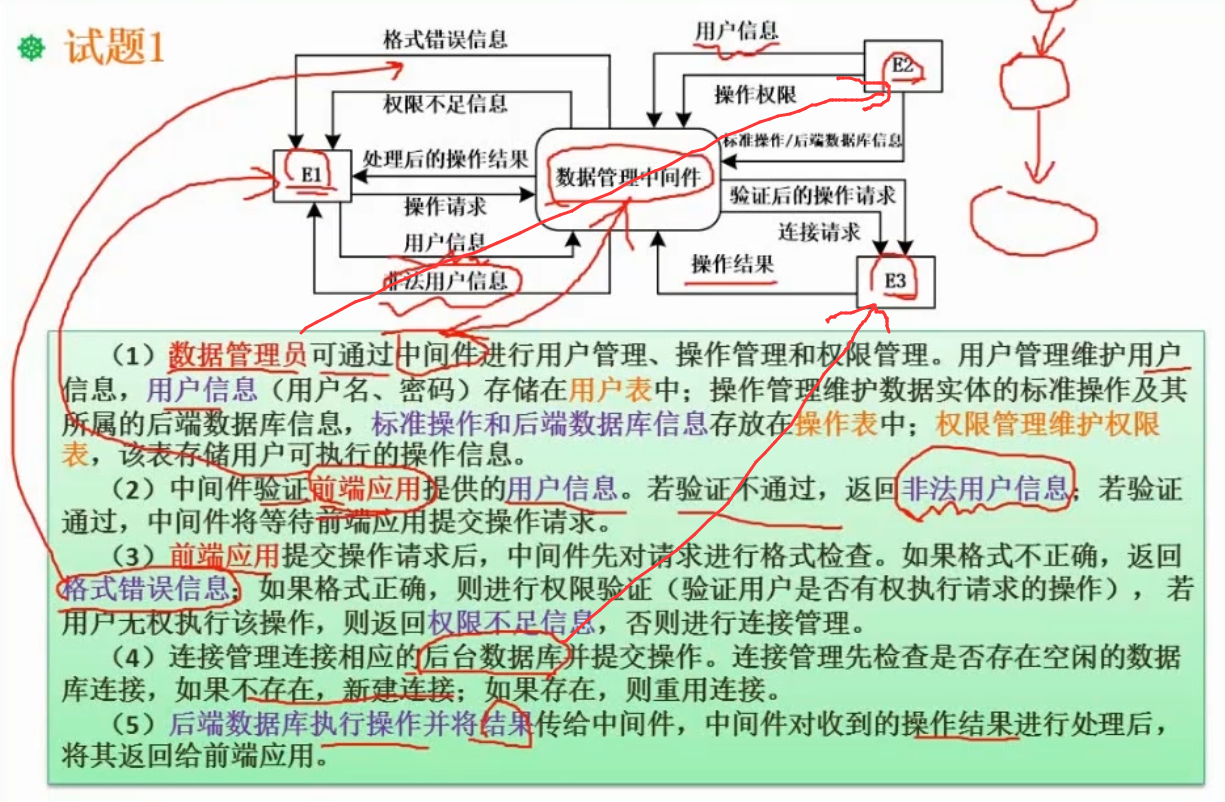 试题1
格式错误信息
用户信息
E2
权限不足信息
操作权限
标准操作/后端数据库信息
处理后的操作结果
数据管理中间件
E1
操作请求
验证后的操作请求
连接请求
用户信息
操作结果
非法用户信息
E3
（1）数据管理员可通过中间件进行用户管理、操作管理和权限管理。用户管理维护用户
信息，用户信息（用户名、密码）存储在用户表中；操作管理维护数据实体的标准操作及其
所属的后端数据库信息，标准操作和后端数据库信息存放在操作表中；权限管理维护权限
表，该表存储用户可执行的操作信息。
（2）中间件验证前端应用提供的用户信息。若验证不通过，返回非法用户信息；若验证
通过，中间件将等待前端应用提交操作请求。
（3）前端应用提交操作请求后，中间件先对请求进行格式检查。如果格式不正确，返回
格式错误信息；如果格式正确，则进行权限验证（验证用户是否有权执行请求的操作），若
用户无权执行该操作，则返回权限不足信息，否则进行连接管理。
（4）连接管理连接相应的后台数据库并提交操作。连接管理先检查是否存在空闲的数据
库连接，如果不存在，新建连接；如果存在，则重用连接。
（5）后端数据库执行操作并将结果传给中间件，中间件对收到的操作结果进行处理后，
将其返回给前端应用。